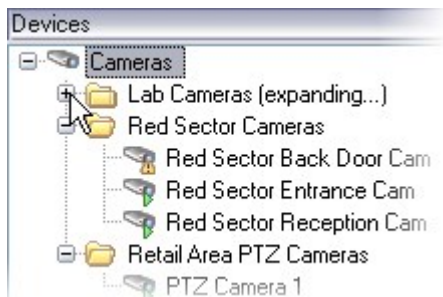 Devices
Cameras
Lab Cameras (expanding...)
Red Sector Cameras
Red Sector Back Door Cam
Red Sector Entrance Cam
Red Sector Reception Cam
Retail Area PTZ Cameras
PTZ Camera 1